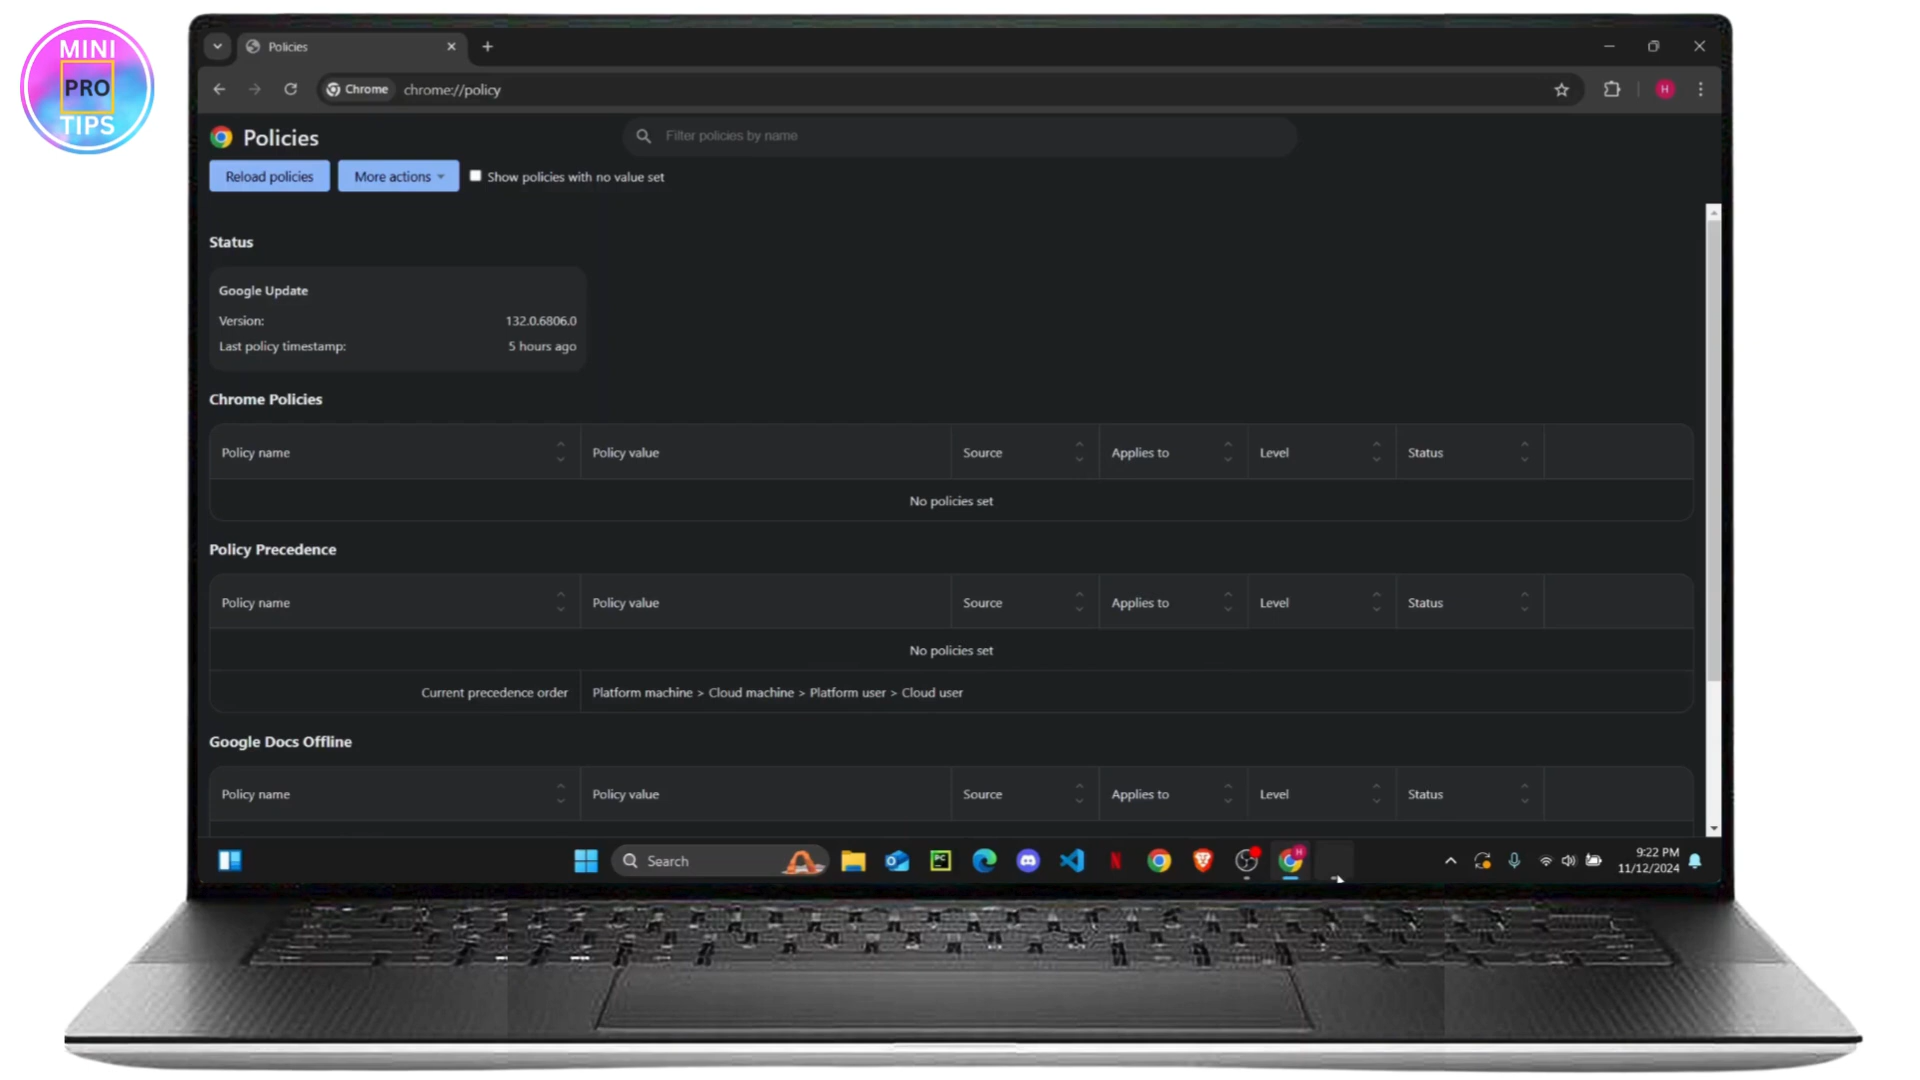 MINI
PRO
TIPS
Policies
Chrome chrome://policy
H
Policies
Filter policies by name
Reload policies More actions Show policies with no value set
Status
Google Update
Version: 132.0.6806.0
Last policy timestamp: 5 hours ago
Chrome Policies
Policy name Policy value Source Applies to Level Status
No policies set
Policy Precedence
Policy name Policy value Source Applies to Level Status
No policies set
Current precedence order Platform machine > Cloud machine > Platform user > Cloud user
Google Docs Offline
Policy name Policy value Source Applies to Level Status
Search PC N H 9:22 PM
11/12/2024